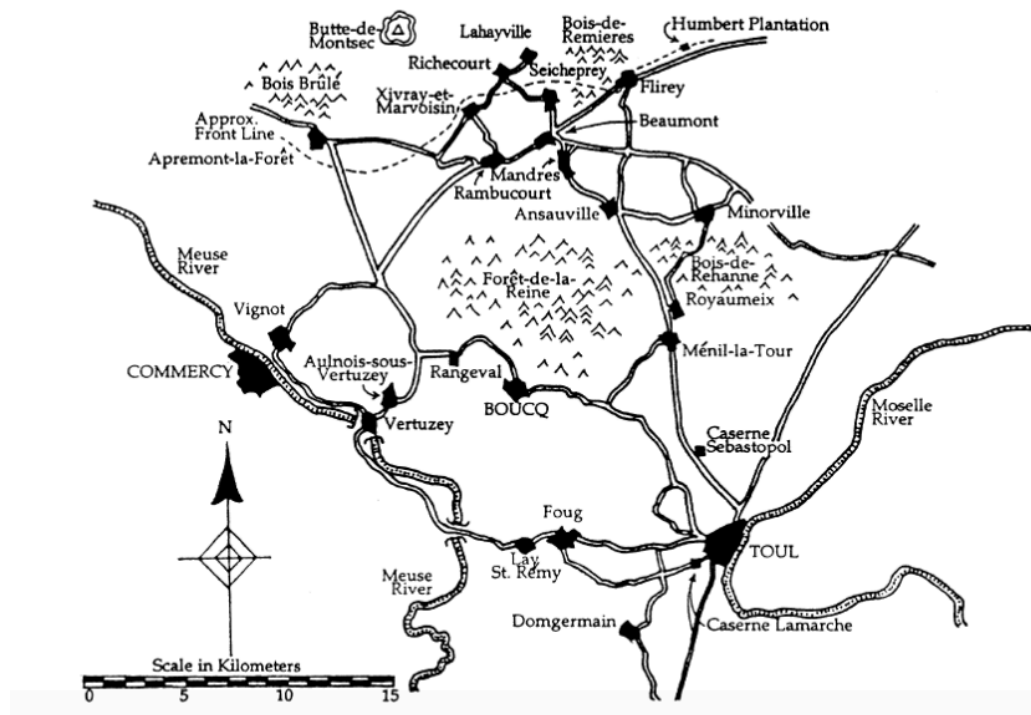 Butte-de-
Montsec
Lahayville
Bois-de-
Remieres
Humbert Plantation
Richecourt
Seicheprey
Bois Brûlé
Flirey
Xivray-et-
Marvoisin
Approx.
Front Line
Beaumont
Apremont-la-Forêt
Mandres
Rambucourt
Ansauville
Minorville
Meuse
River
Forêt-de-la-
Reine
Bois-de-
Rehanne
Royaumeix
Vignot
Ménil-la-Tour
COMMERCY
Aulnois-sous-
Vertuzey
Rangeval
BOUCQ
Moselle
River
Vertuzey
N
Caserne
Sebastopol
Foug
TOUL
Lay
St. Rémy
Meuse
River
Domgermain
Caserne Lamarche
Scale in Kilometers
0 5 10 15